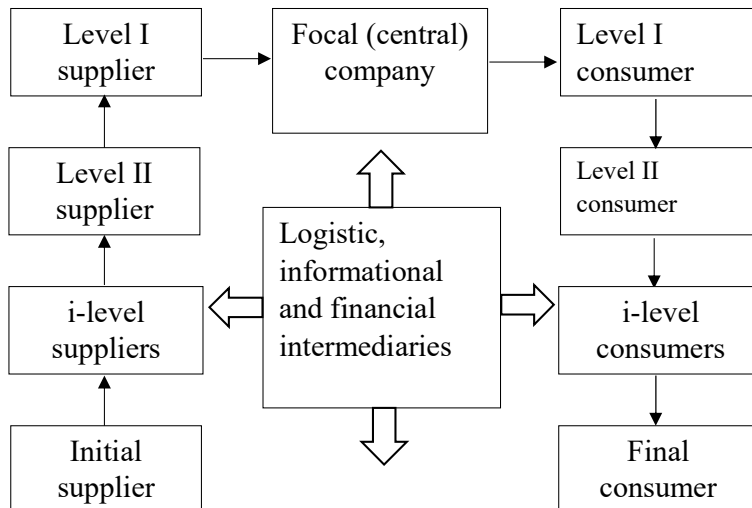 Level I
supplier
Focal (central)
company
Level I
consumer
Level II
supplier
Level II
consumer
Logistic,
informational
and financial
intermediaries
i-level
suppliers
i-level
consumers
Initial
supplier
Final
consumer